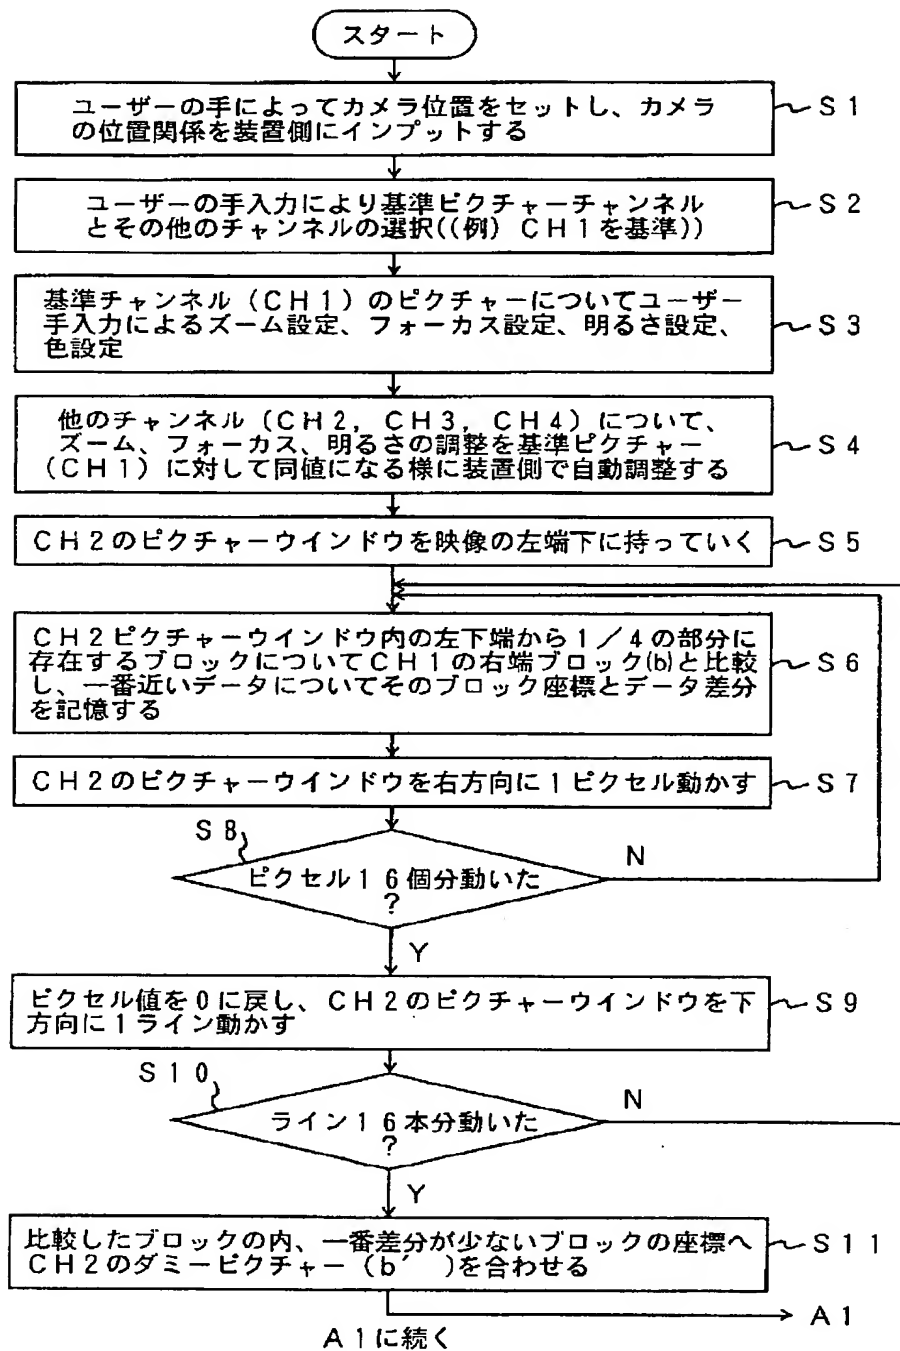 スタート
ユーザーの手によってカメラ位置をセットし、カメラ
の位置関係を装置側にインプットする
S1
ユーザーの手入力により基準ピクチャーチャンネル
とその他のチャンネルの選択((例) CH1を基準))
S2
基準チャンネル(CH1)のピクチャーについてユーザー
手入力によるズーム設定、フォーカス設定、明るさ設定、
色設定
S3
他のチャンネル(CH2,CH3,CH4)について、
ズーム、フォーカス、明るさの調整を基準ピクチャー
(CH1)に対して同値になる様に装置側で自動調整する
S4
CH2のピクチャーウインドウを映像の左端下に持っていく
S5
CH2ピクチャーウインドウ内の左下端から1/4の部分に
存在するブロックについてCH1の右端ブロック(b)と比較
し、一番近いデータについてそのブロック座標とデータ差分
を記憶する
S6
CH2のピクチャーウインドウを右方向に1ピクセル動かす
S7
S8
ピクセル16個分動いた
?
N
Y
ピクセル値を0に戻し、CH2のピクチャーウインドウを下
方向に1ライン動かす
S9
S10
ライン16本分動いた
?
N
Y
比較したブロックの内、一番差分が少ないブロックの座標へ
CH2のダミーピクチャー(b′ )を合わせる
S11
A1
A1に続く